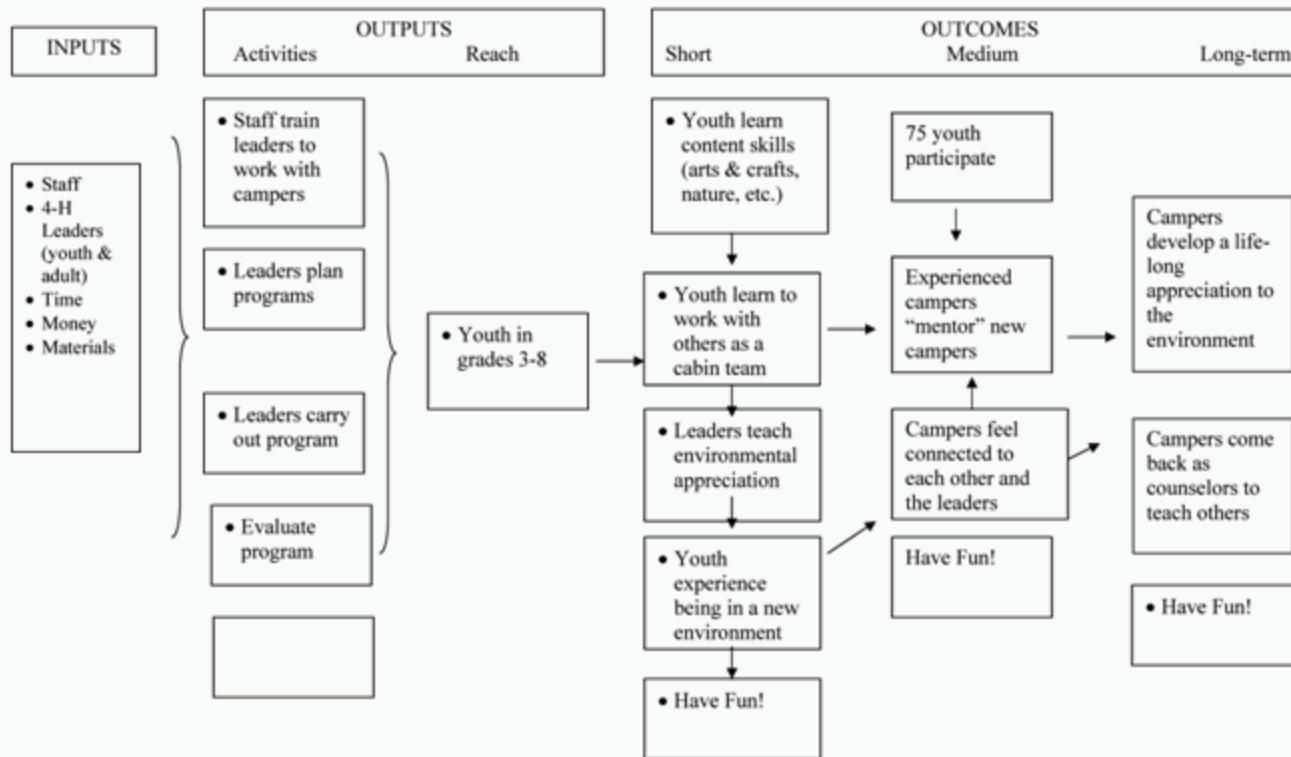 INPUTS
OUTPUTS
Activities Reach
OUTCOMES
Short Medium Long-term
• Staff
• 4-H
Leaders
(youth &
adult)
• Time
• Money
• Materials
• Staff train
leaders to
work with
campers
• Leaders plan
programs
• Leaders carry
out program
• Evaluate
program
• Youth in
grades 3-8
• Youth learn
content skills
(arts & crafts,
nature, etc.)
• Youth learn to
work with
others as a
cabin team
• Leaders teach
environmental
appreciation
• Youth
experience
being in a new
environment
• Have Fun!
75 youth
participate
Experienced
campers
“mentor” new
campers
Campers feel
connected to
each other and
the leaders
Have Fun!
Campers
develop a life-
long
appreciation to
the
environment
Campers come
back as
counselors to
teach others
• Have Fun!